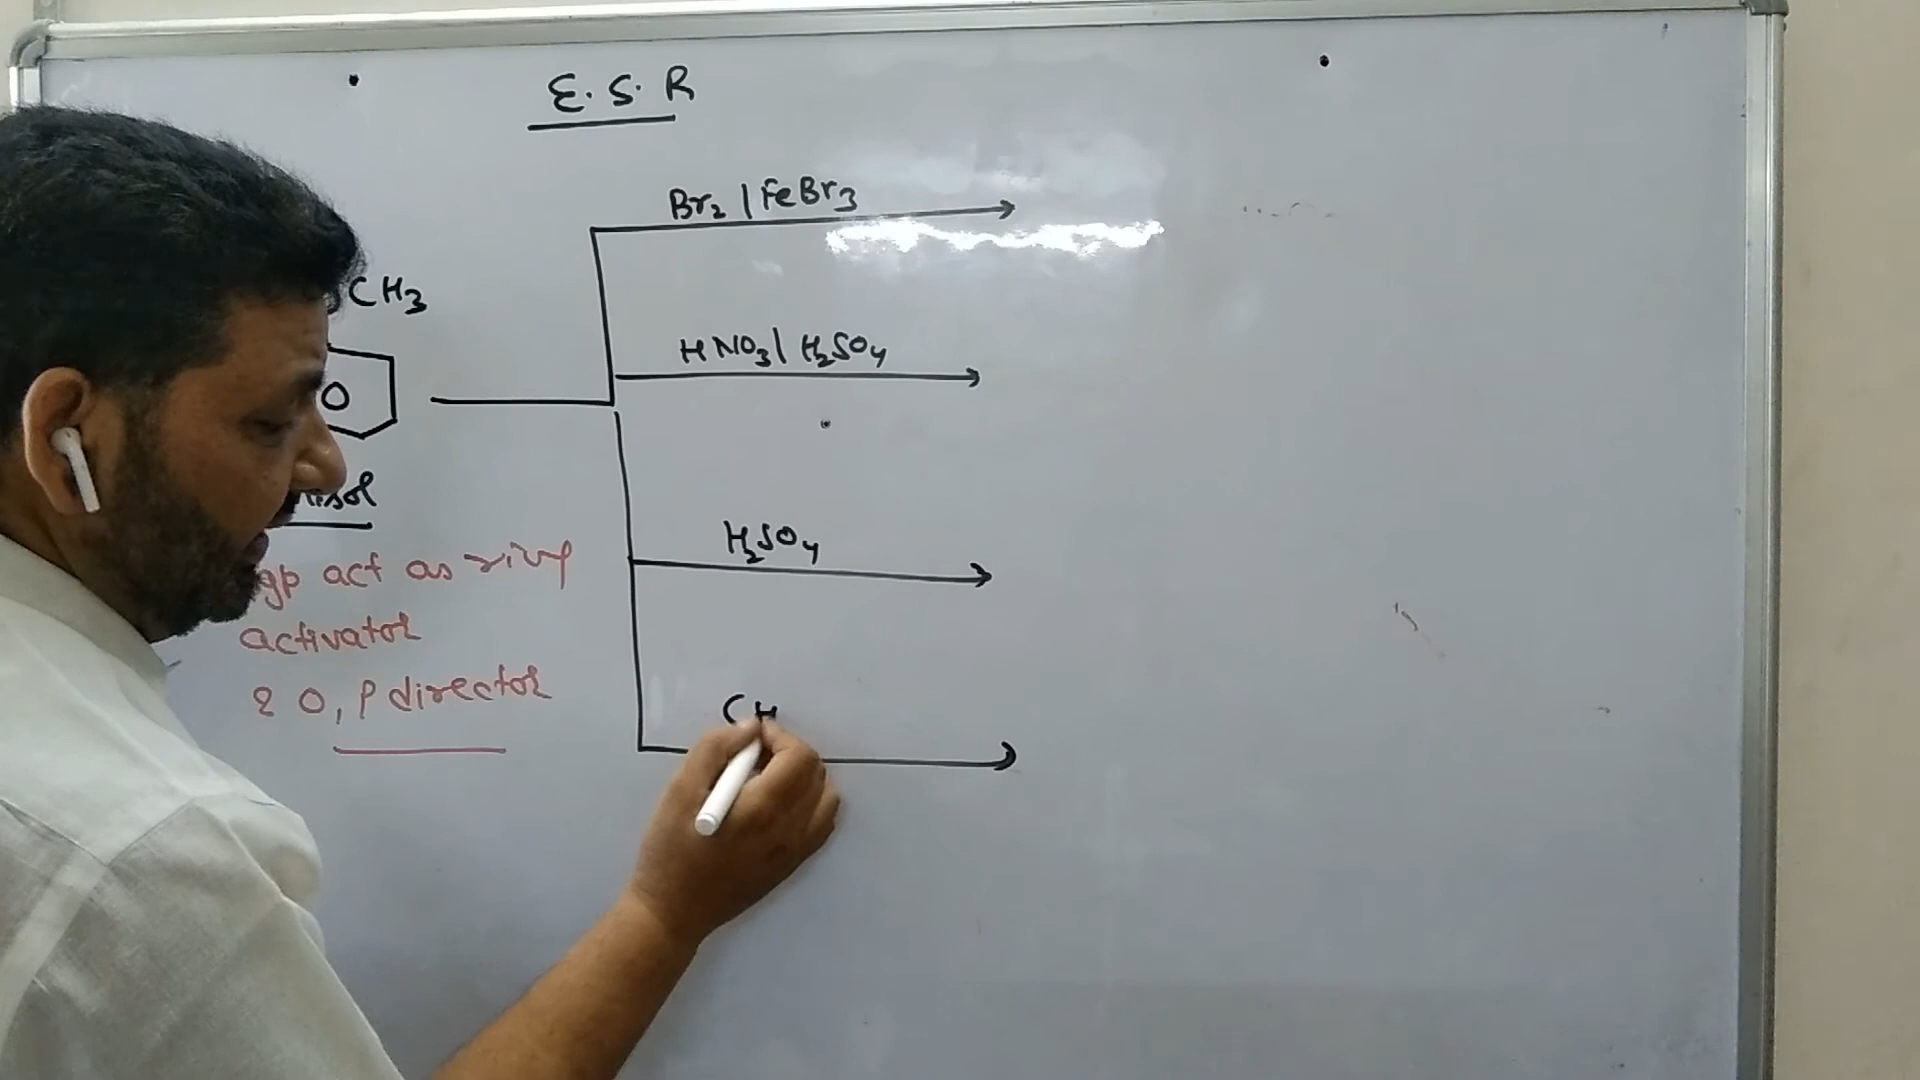 E. S. R
Br2 | FeBr3
CH3
HNO3 | H2SO4
H2SO4
gp act as ring
activator
& O, P director
CH